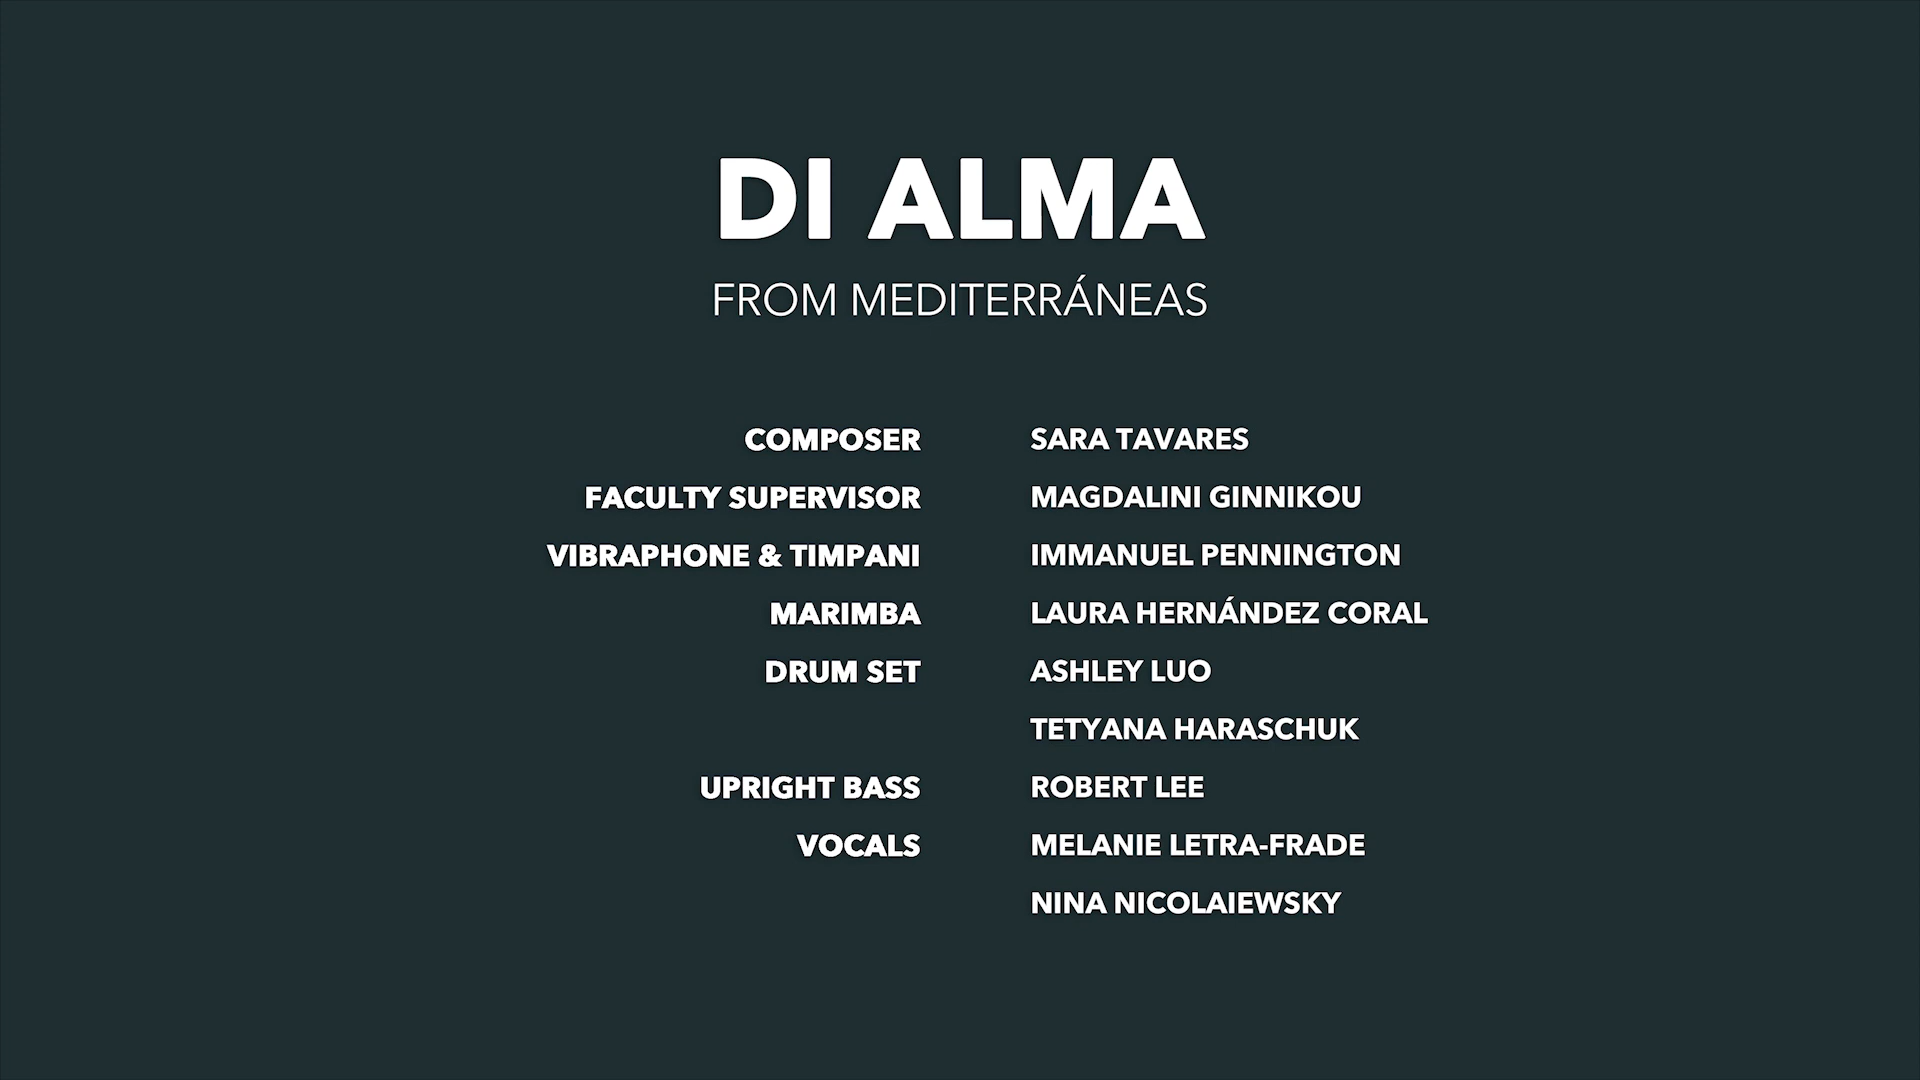 DI ALMA
FROM MEDITERRÁNEAS
COMPOSER SARA TAVARES
FACULTY SUPERVISOR MAGDALINI GINNIKOU
VIBRAPHONE & TIMPANI IMMANUEL PENNINGTON
MARIMBA LAURA HERNÁNDEZ CORAL
DRUM SET ASHLEY LUO
TETYANA HARASCHUK
UPRIGHT BASS ROBERT LEE
VOCALS MELANIE LETRA-FRADE
NINA NICOLAIEWSKY